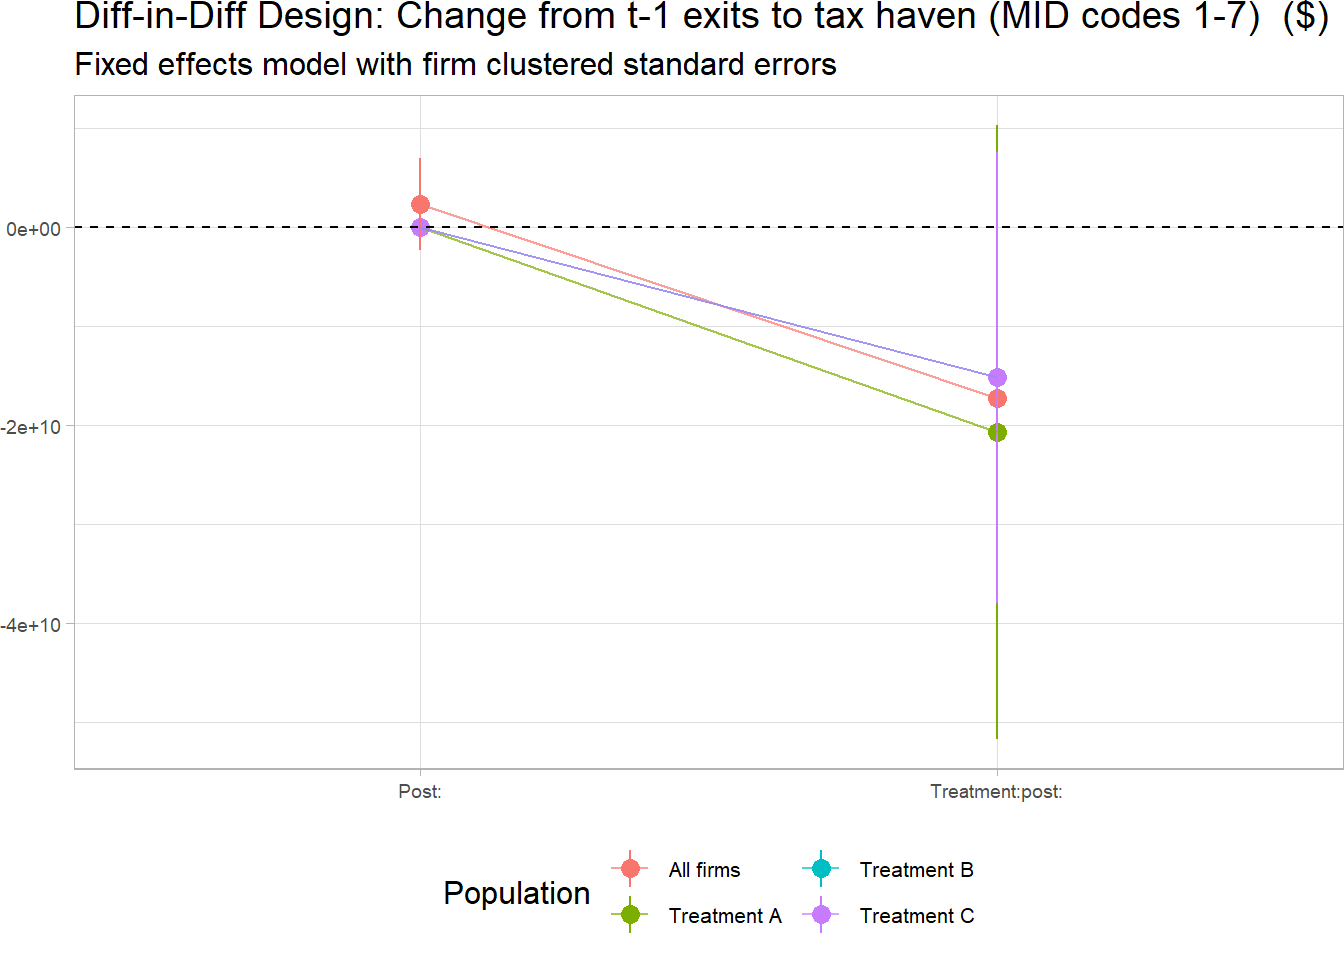 Diff-in-Diff Design: Change from t-1 exits to tax haven (MID codes 1-7)  ($)
Fixed effects model with firm clustered standard errors
0e+00
-2e+10
-4e+10
Post:
Treatment:post:
Population
All firms
Treatment B
Treatment A
Treatment C